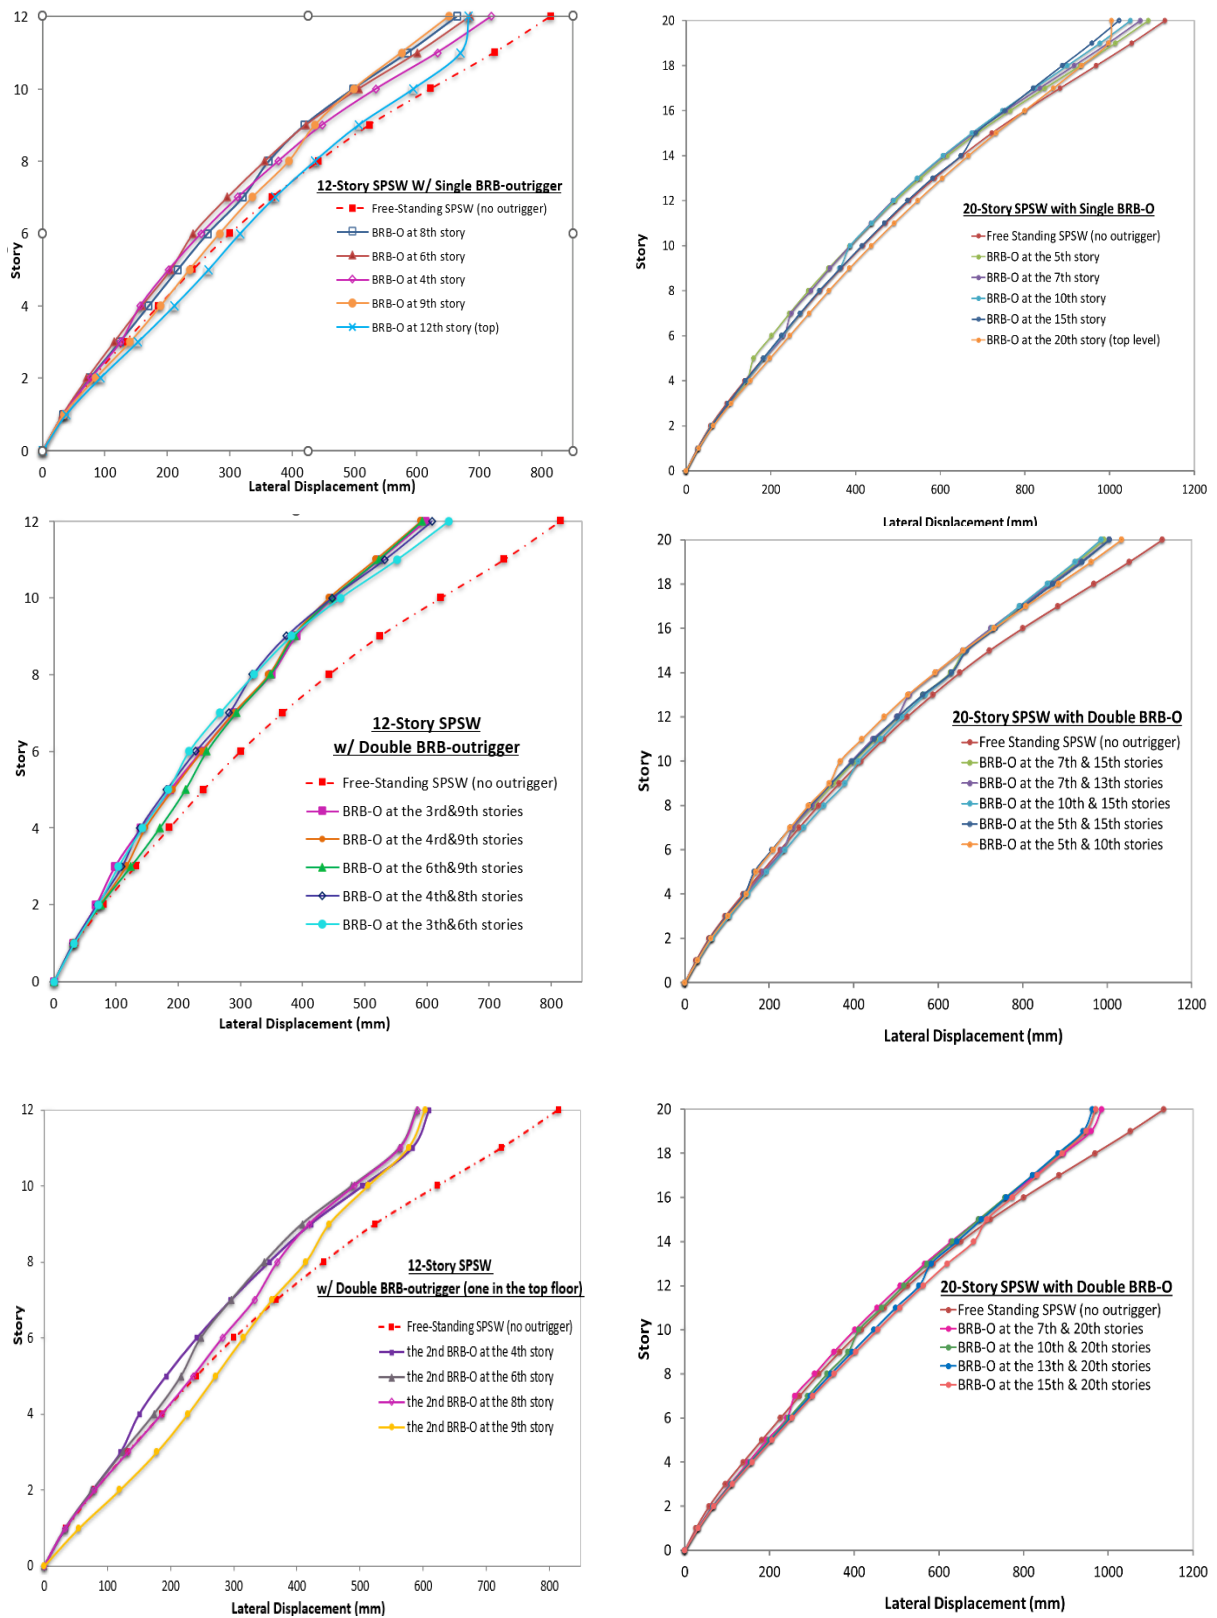 12
10
8
6
4
2
0
Story
0 100 200 300 400 500 600 700 800
Lateral Displacement (mm)
12-Story SPSW W/ Single BRB-outrigger
Free-Standing SPSW (no outrigger)
BRB-O at 8th story
BRB-O at 6th story
BRB-O at 4th story
BRB-O at 9th story
BRB-O at 12th story (top)
20
18
16
14
12
10
8
6
4
2
0
Story
0 200 400 600 800 1000 1200
Lateral Displacement (mm)
20-Story SPSW with Single BRB-O
Free Standing SPSW (no outrigger)
BRB-O at the 5th story
BRB-O at the 7th story
BRB-O at the 10th story
BRB-O at the 15th story
BRB-O at the 20th story (top level)
12
10
8
6
4
2
0
Story
0 100 200 300 400 500 600 700 800
Lateral Displacement (mm)
12-Story SPSW
w/ Double BRB-outrigger
Free-Standing SPSW (no outrigger)
BRB-O at the 3rd&9th stories
BRB-O at the 4rd&9th stories
BRB-O at the 6th&9th stories
BRB-O at the 4th&8th stories
BRB-O at the 3th&6th stories
20
18
16
14
12
10
8
6
4
2
0
Story
0 200 400 600 800 1000 1200
Lateral Displacement (mm)
20-Story SPSW with Double BRB-O
Free Standing SPSW (no outrigger)
BRB-O at the 7th & 15th stories
BRB-O at the 7th & 13th stories
BRB-O at the 10th & 15th stories
BRB-O at the 5th & 15th stories
BRB-O at the 5th & 10th stories
12
10
8
6
4
2
0
Story
0 100 200 300 400 500 600 700 800
Lateral Displacement (mm)
12-Story SPSW
w/ Double BRB-outrigger (one in the top floor)
Free-Standing SPSW (no outrigger)
the 2nd BRB-O at the 4th story
the 2nd BRB-O at the 6th story
the 2nd BRB-O at the 8th story
the 2nd BRB-O at the 9th story
20
18
16
14
12
10
8
6
4
2
0
Story
0 200 400 600 800 1000 1200
Lateral Displacement (mm)
20-Story SPSW with Double BRB-O
Free Standing SPSW (no outrigger)
BRB-O at the 7th & 20th stories
BRB-O at the 10th & 20th stories
BRB-O at the 13th & 20th stories
BRB-O at the 15th & 20th stories